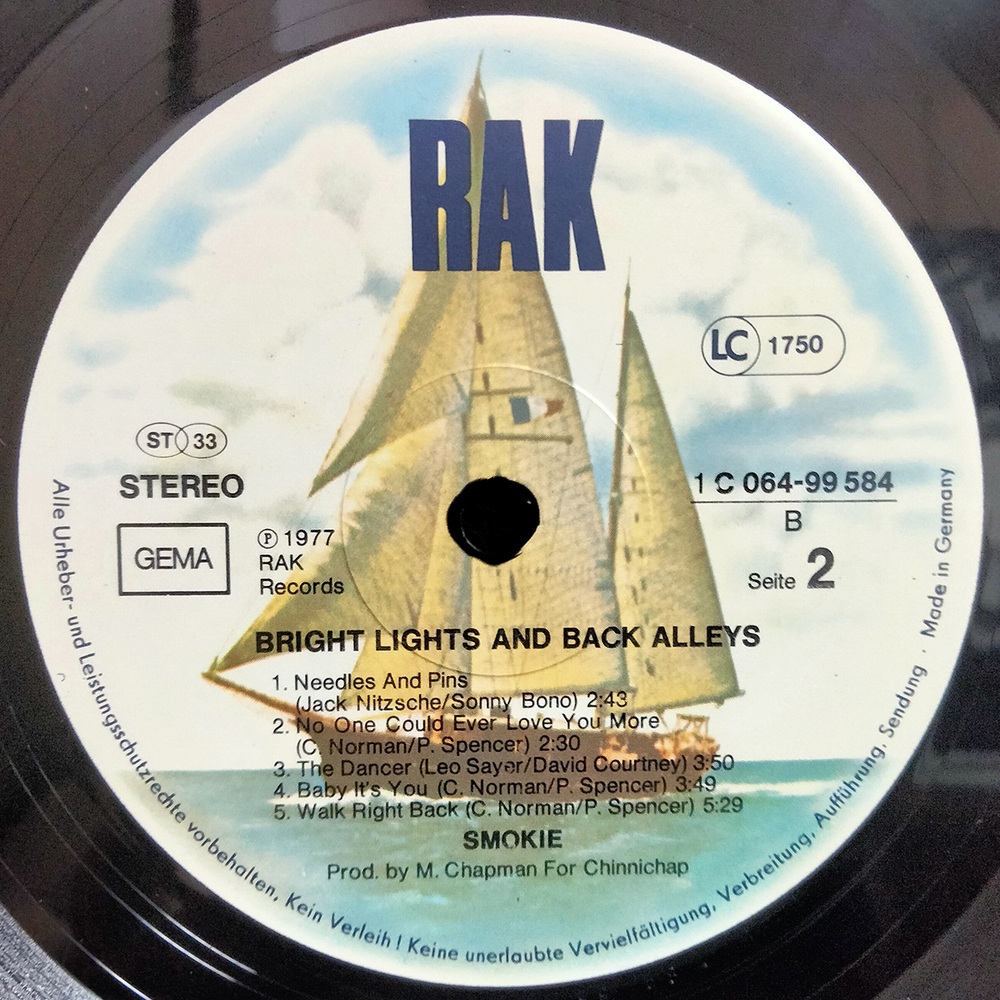 RAK
LC 1750
ST 33
STEREO
GEMA
℗ 1977
RAK
Records
1 C 064-99 584
B
Seite 2
BRIGHT LIGHTS AND BACK ALLEYS
1. Needles And Pins
(Jack Nitzsche/Sonny Bono) 2:43
2. No One Could Ever Love You More
(C. Norman/P. Spencer) 2:30
3. The Dancer (Leo Sayer/David Courtney) 3:50
4. Baby It's You (C. Norman/P. Spencer) 3:49
5. Walk Right Back (C. Norman/P. Spencer) 5:29
SMOKIE
Prod. by M. Chapman For Chinnichap
Alle Urheber- und Leistungsschutzrechte vorbehalten, Kein Verleih! Keine unerlaubte Vervielfältigung, Verbreitung, Aufführung, Sendung · Made in Germany